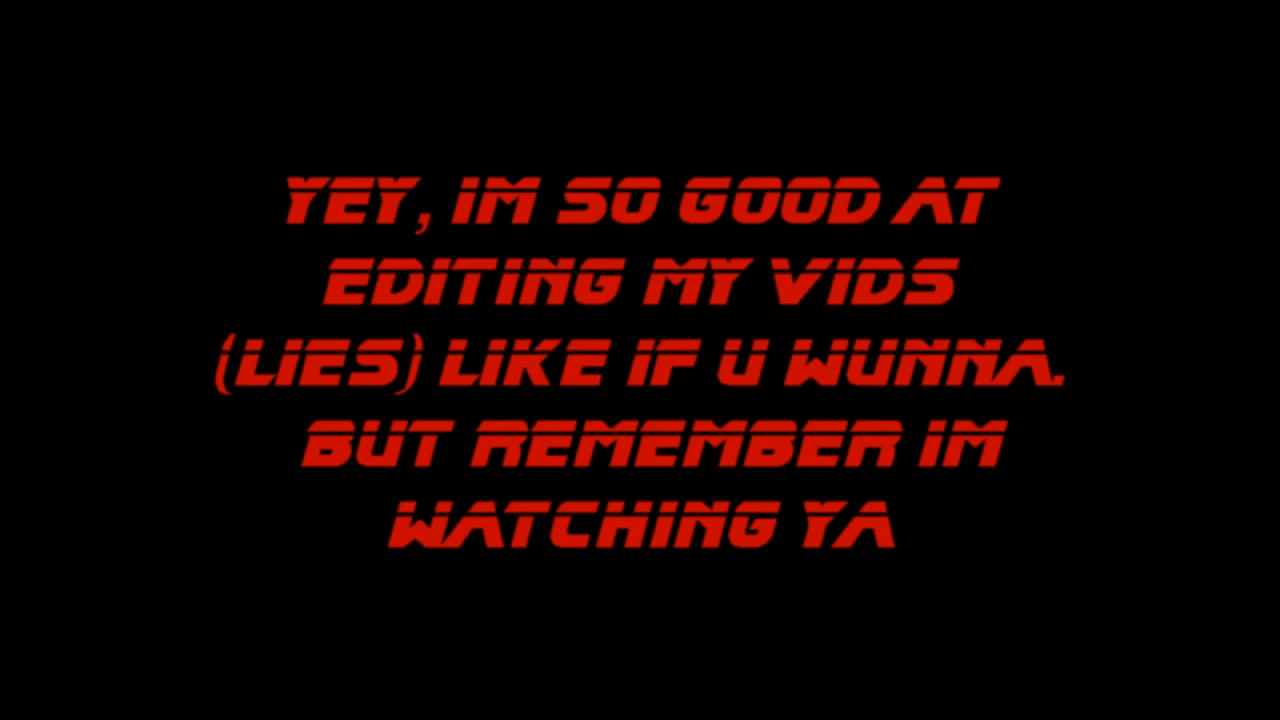 YEY, IM SO GOOD AT
EDITING MY VIDS
(LIES) LIKE IF U WUNNA.
BUT REMEMBER IM
WATCHING YA